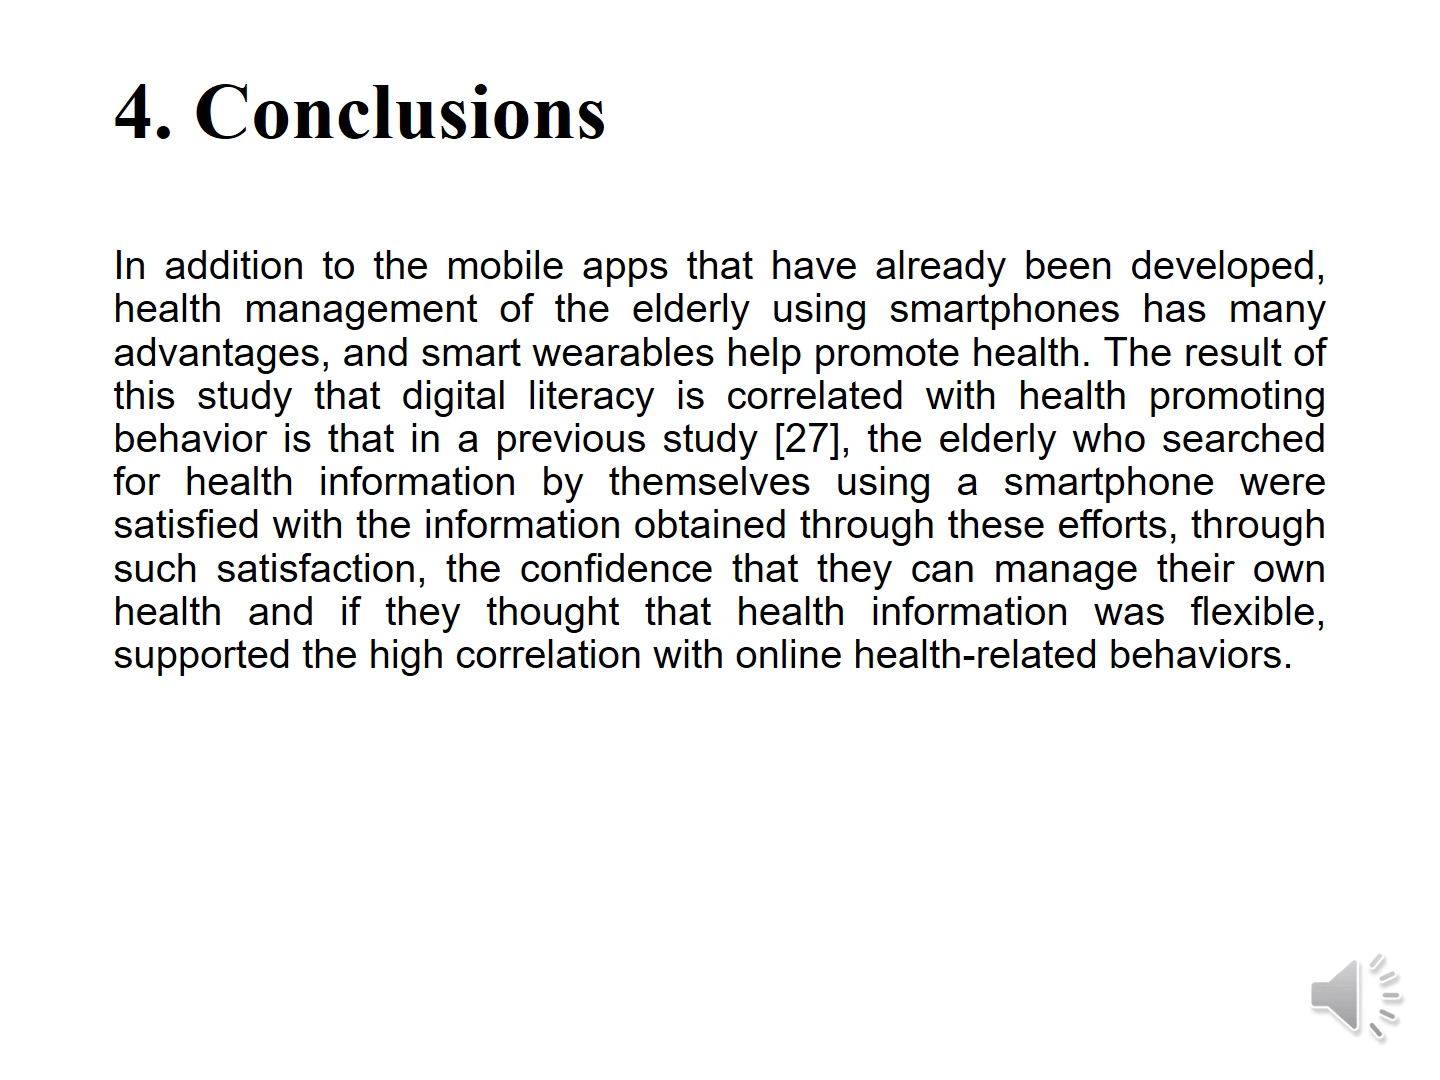 4. Conclusions
In addition to the mobile apps that have already been developed,
health management of the elderly using smartphones has many
advantages, and smart wearables help promote health. The result of
this study that digital literacy is correlated with health promoting
behavior is that in a previous study [27], the elderly who searched
for health information by themselves using a smartphone were
satisfied with the information obtained through these efforts, through
such satisfaction, the confidence that they can manage their own
health and if they thought that health information was flexible,
supported the high correlation with online health-related behaviors.